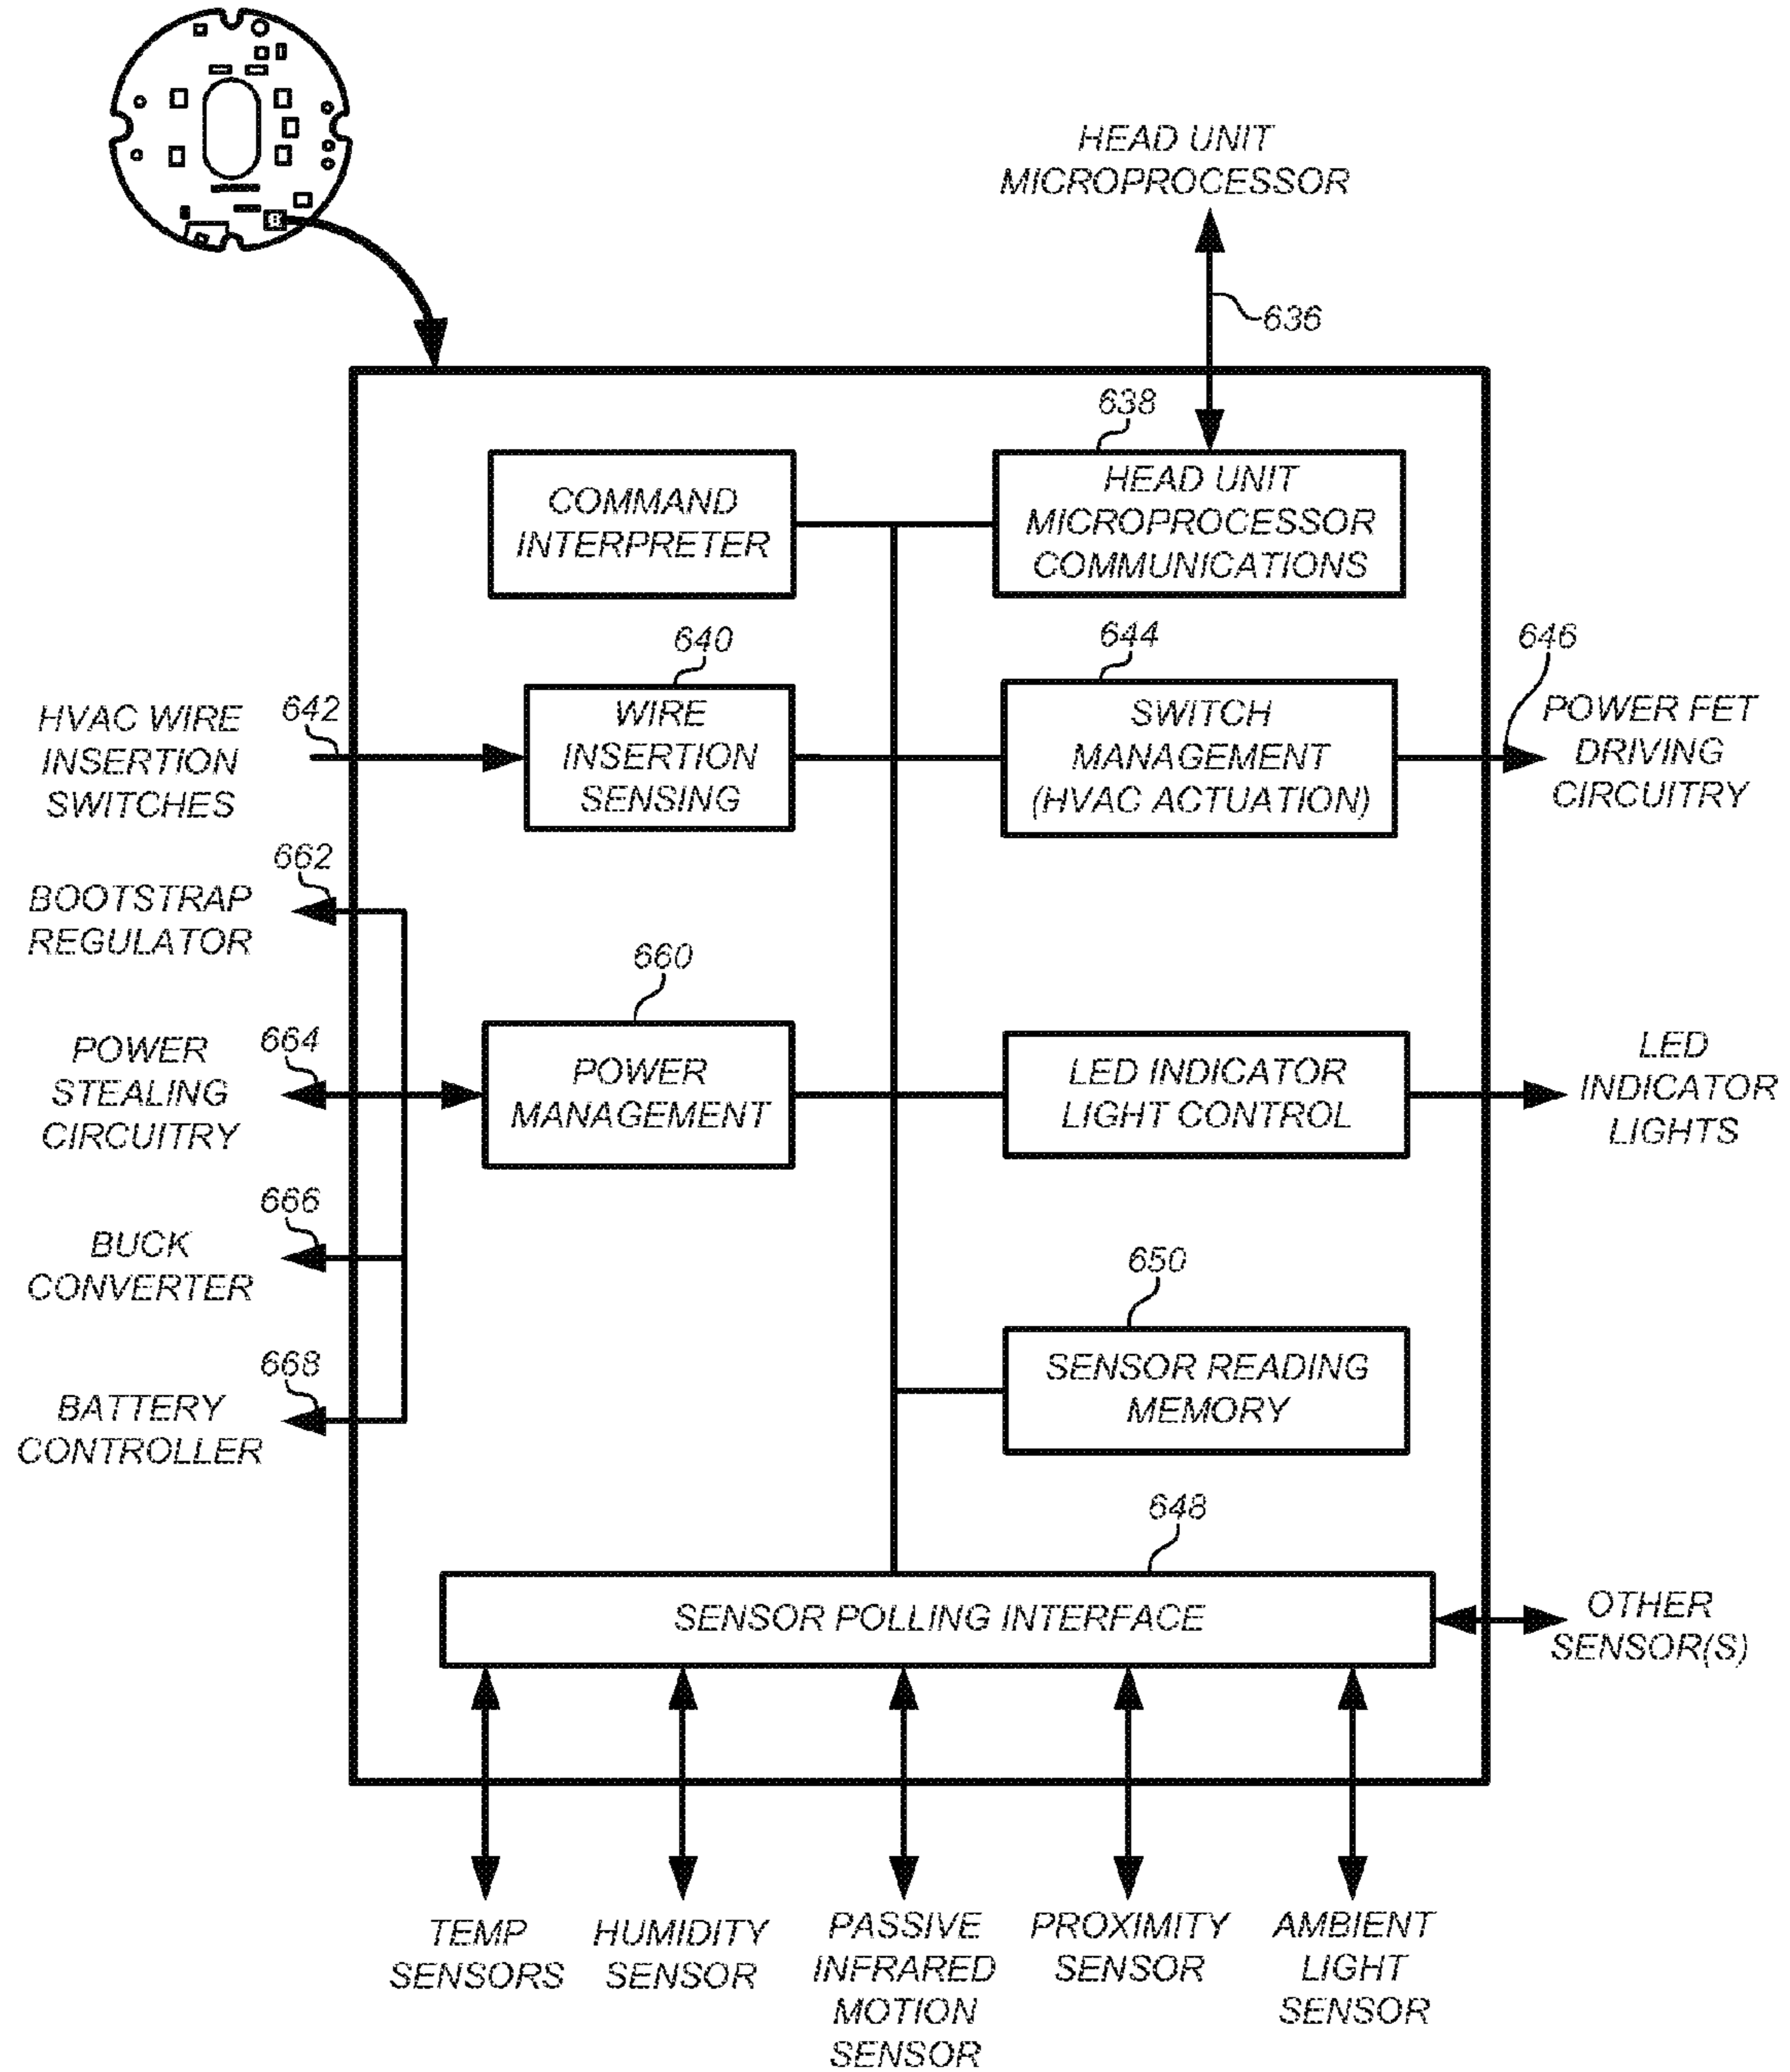 HEAD UNIT
MICROPROCESSOR
636
638
COMMAND
INTERPRETER
HEAD UNIT
MICROPROCESSOR
COMMUNICATIONS
640
644
646
HVAC WIRE
INSERTION
SWITCHES
642
WIRE
INSERTION
SENSING
SWITCH
MANAGEMENT
(HVAC ACTUATION)
POWER FET
DRIVING
CIRCUITRY
662
BOOTSTRAP
REGULATOR
660
POWER
STEALING
CIRCUITRY
664
POWER
MANAGEMENT
LED INDICATOR
LIGHT CONTROL
LED
INDICATOR
LIGHTS
666
BUCK
CONVERTER
650
SENSOR READING
MEMORY
668
BATTERY
CONTROLLER
648
SENSOR POLLING INTERFACE
OTHER
SENSOR(S)
TEMP
SENSORS
HUMIDITY
SENSOR
PASSIVE
INFRARED
MOTION
SENSOR
PROXIMITY
SENSOR
AMBIENT
LIGHT
SENSOR